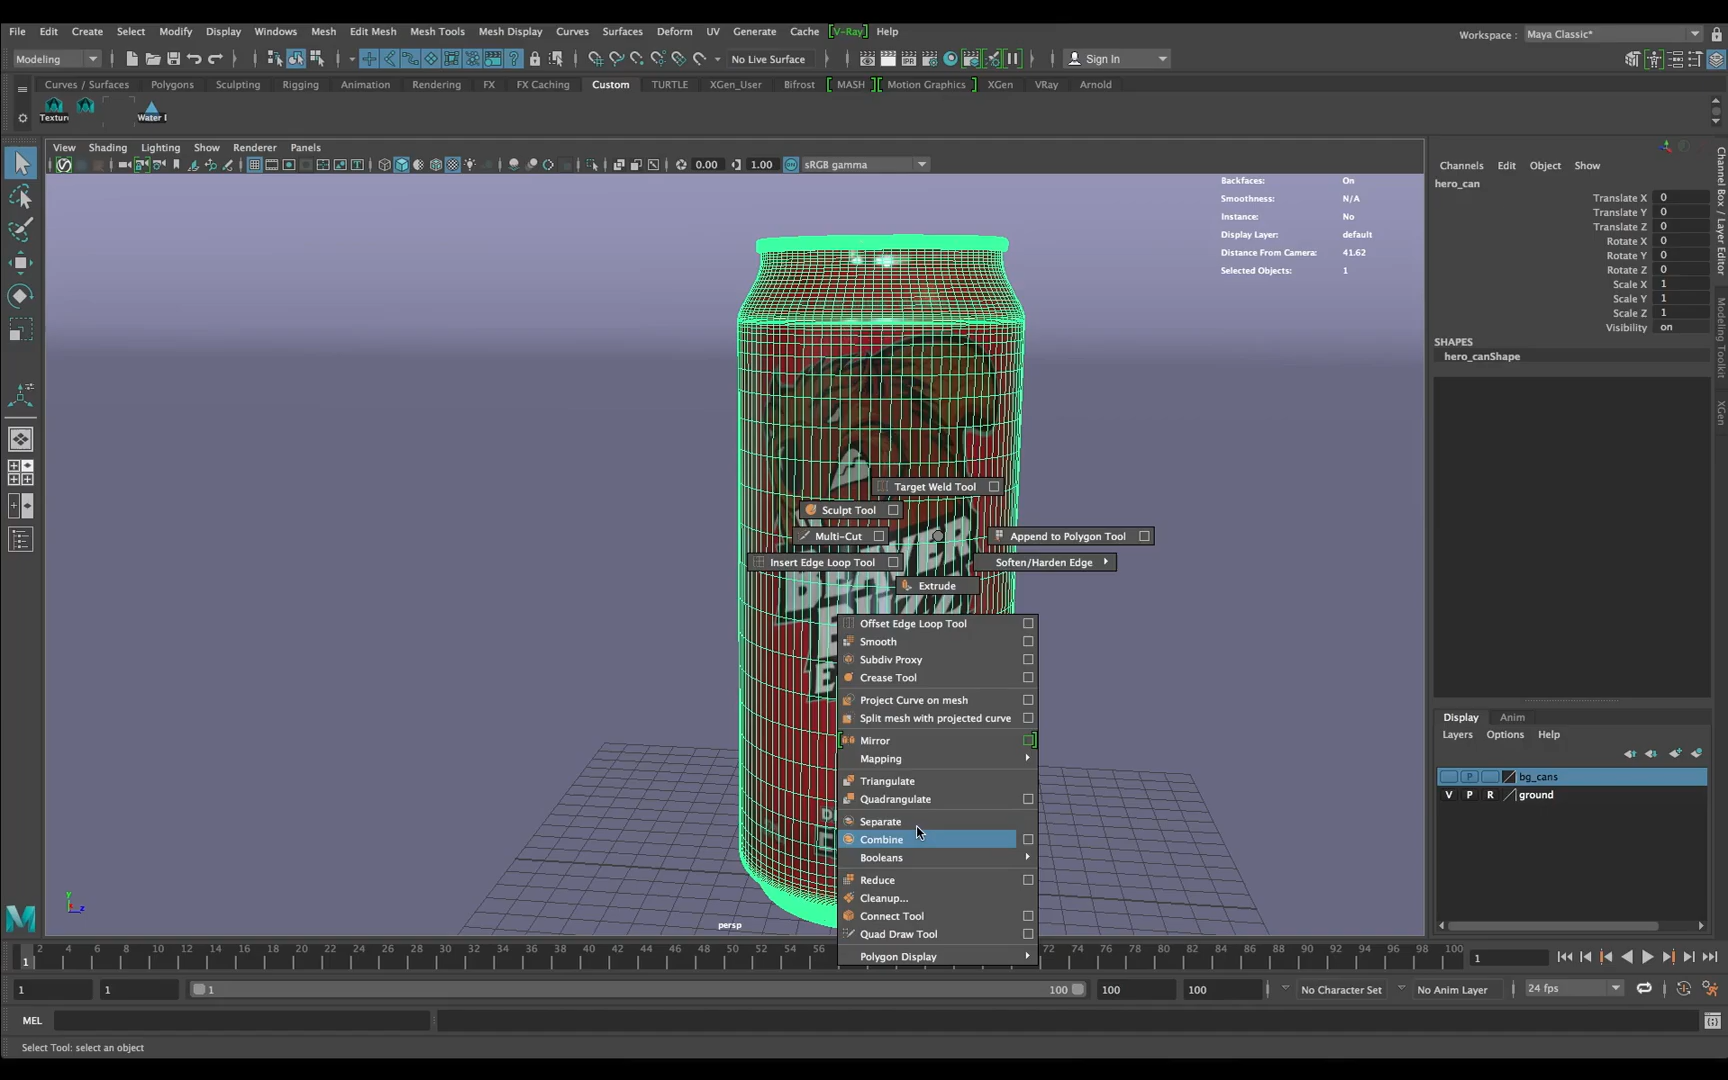 File Edit Create Select Modify Display Windows Mesh Edit Mesh Mesh Tools Mesh Display Curves Surfaces Deform UV Generate Cache V-Ray Help
Workspace : Maya Classic*
Modeling No Live Surface Sign In
Curves / Surfaces Polygons Sculpting Rigging Animation Rendering FX FX Caching Custom TURTLE XGen_User Bifrost MASH Motion Graphics XGen VRay Arnold
Texture Water I
View Shading Lighting Show Renderer Panels
0.00 1.00 sRGB gamma
Backfaces: On
Smoothness: N/A
Instance: No
Display Layer: default
Distance From Camera: 41.62
Selected Objects: 1
Target Weld Tool
Sculpt Tool
Multi-Cut Append to Polygon Tool
Insert Edge Loop Tool Soften/Harden Edge
Extrude
Offset Edge Loop Tool
Smooth
Subdiv Proxy
Crease Tool
Project Curve on mesh
Split mesh with projected curve
Mirror
Mapping
Triangulate
Quadrangulate
Separate
Combine
Booleans
Reduce
Cleanup...
Connect Tool
Quad Draw Tool
Polygon Display
persp
y
z
Channels Edit Object Show
hero_can
Translate X 0
Translate Y 0
Translate Z 0
Rotate X 0
Rotate Y 0
Rotate Z 0
Scale X 1
Scale Y 1
Scale Z 1
Visibility on
SHAPES
hero_canShape
Channel Box / Layer Editor
Modeling Toolkit
XGen
Display Anim
Layers Options Help
P bg_cans
V P R ground
2 4 6 8 10 12 14 16 18 20 22 24 26 28 30 32 34 36 38 40 42 44 46 48 50 52 54 56 72 74 76 78 80 82 84 86 88 90 92 94 96 98 100
1 1
1 1 1 100 100 100 No Character Set No Anim Layer 24 fps
MEL
Select Tool: select an object